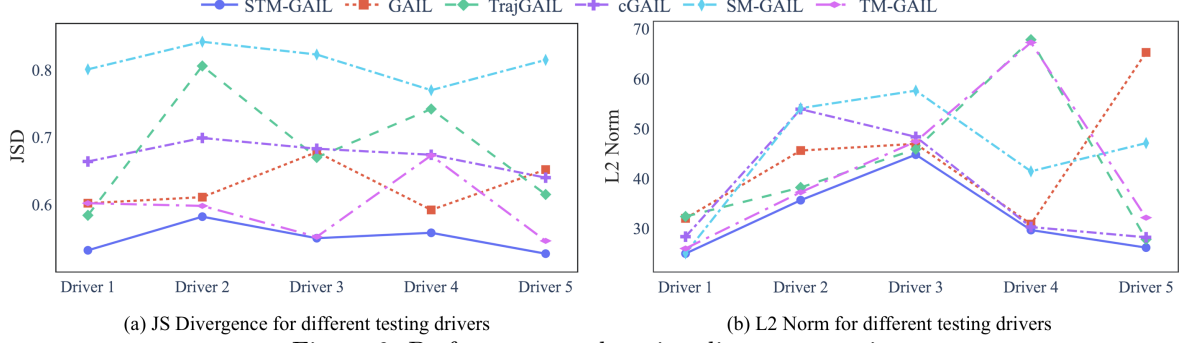 STM-GAIL GAIL TrajGAIL cGAIL SM-GAIL TM-GAIL
JSD
0.8
0.7
0.6
Driver 1 Driver 2 Driver 3 Driver 4 Driver 5
(a) JS Divergence for different testing drivers
L2 Norm
70
60
50
40
30
Driver 1 Driver 2 Driver 3 Driver 4 Driver 5
(b) L2 Norm for different testing drivers